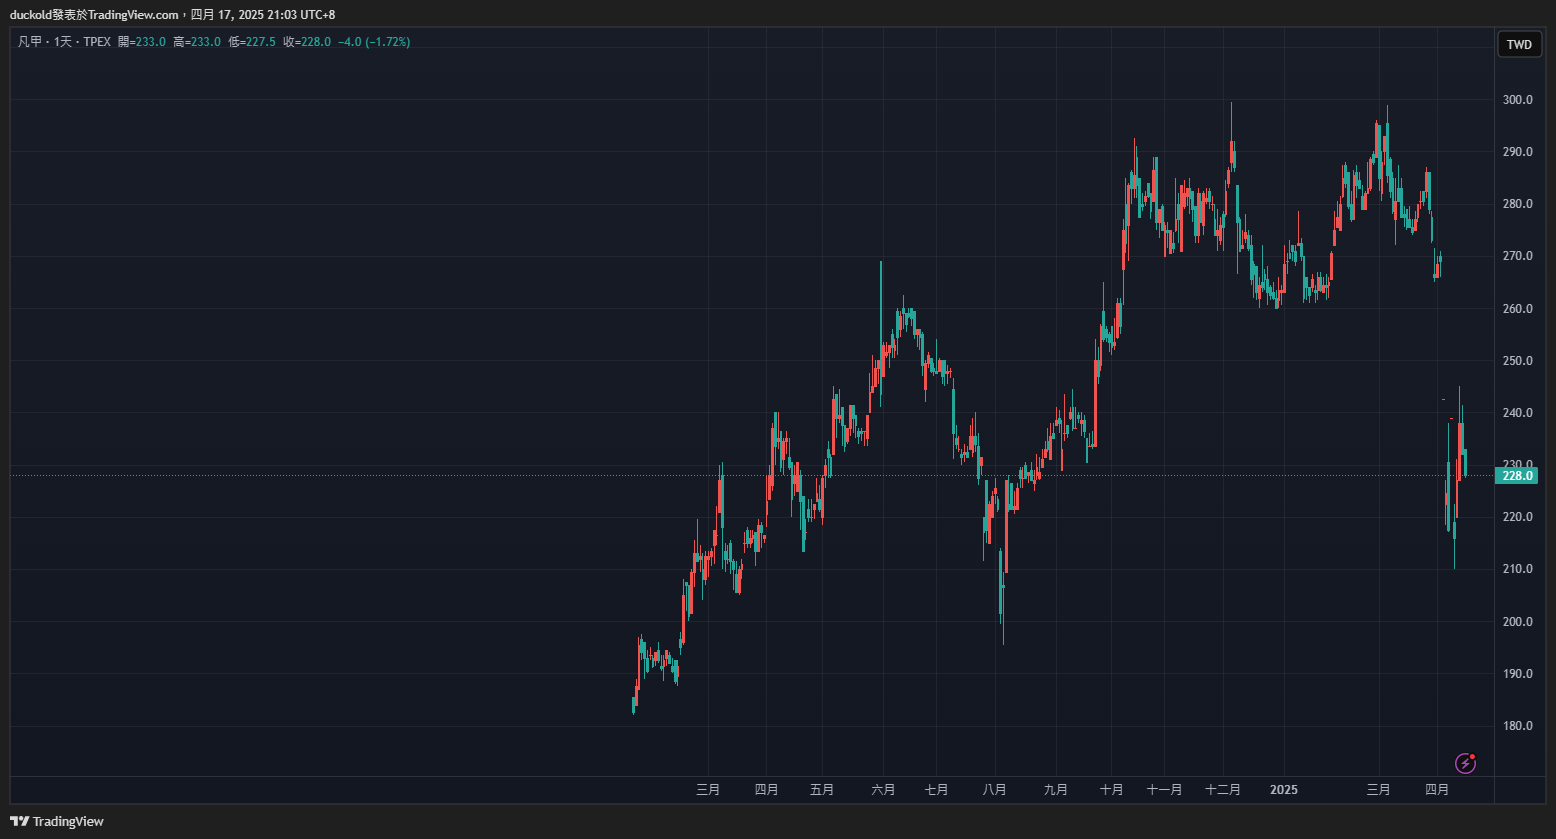 duckold發表於TradingView.com，四月 17, 2025 21:03 UTC+8
凡甲 · 1天 · TPEX 開=233.0 高=233.0 低=227.5 收=228.0 −4.0 (−1.72%)
TWD
300.0
290.0
280.0
270.0
260.0
250.0
240.0
230.0
228.0
220.0
210.0
200.0
190.0
180.0
三月 四月 五月 六月 七月 八月 九月 十月 十一月 十二月 2025 三月 四月
TradingView